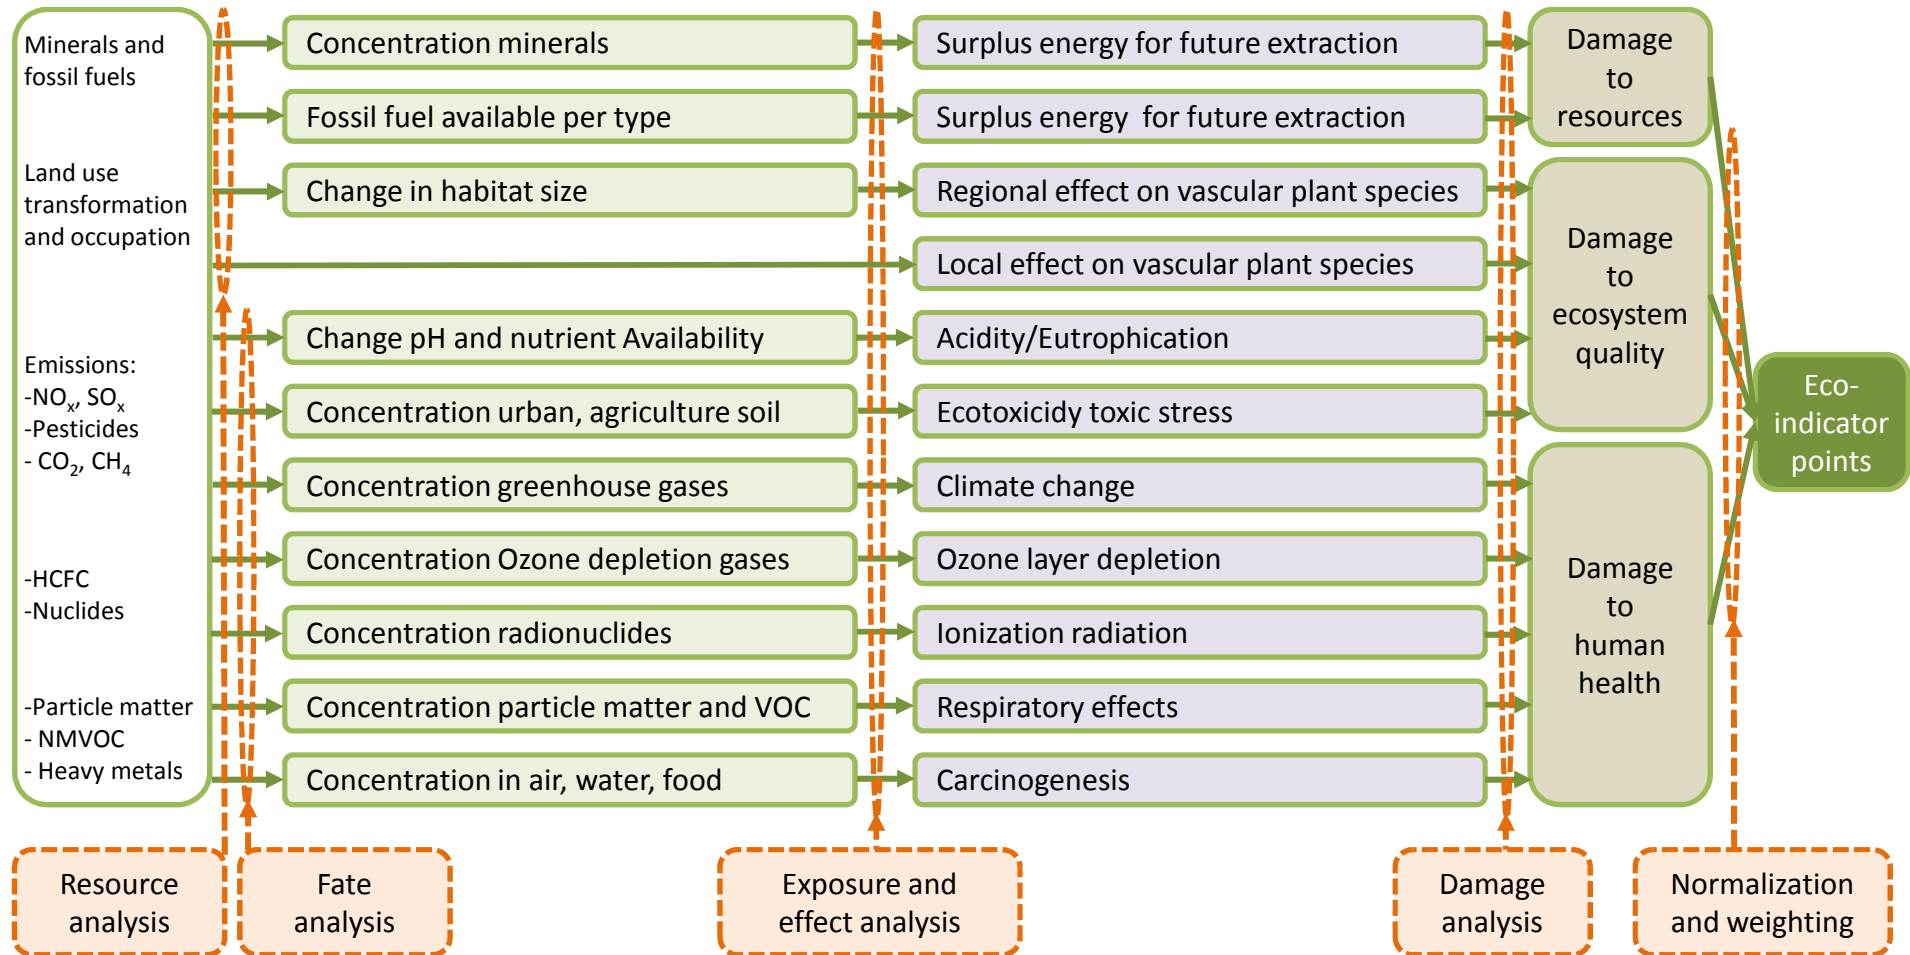 Minerals and
fossil fuels
Land use
transformation
and occupation
Emissions:
-NOx, SOx
-Pesticides
- CO2, CH4
-HCFC
-Nuclides
-Particle matter
- NMVOC
- Heavy metals
Concentration minerals
Fossil fuel available per type
Change in habitat size
Change pH and nutrient Availability
Concentration urban, agriculture soil
Concentration greenhouse gases
Concentration Ozone depletion gases
Concentration radionuclides
Concentration particle matter and VOC
Concentration in air, water, food
Surplus energy for future extraction
Surplus energy  for future extraction
Regional effect on vascular plant species
Local effect on vascular plant species
Acidity/Eutrophication
Ecotoxicidy toxic stress
Climate change
Ozone layer depletion
Ionization radiation
Respiratory effects
Carcinogenesis
Damage
to
resources
Damage
to
ecosystem
quality
Damage
to
human
health
Eco-
indicator
points
Resource
analysis
Fate
analysis
Exposure and
effect analysis
Damage
analysis
Normalization
and weighting